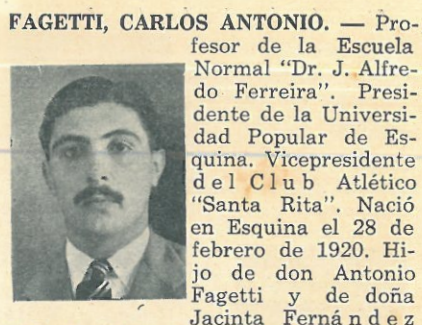 FAGETTI, CARLOS ANTONIO. — Pro-
fesor de la Escuela
Normal "Dr. J. Alfre-
do Ferreira". Presi-
dente de la Universi-
dad Popular de Es-
quina. Vicepresidente
del Club Atlético
"Santa Rita". Nació
en Esquina el 28 de
febrero de 1920. Hi-
jo de don Antonio
Fagetti y de doña
Jacinta Fernández